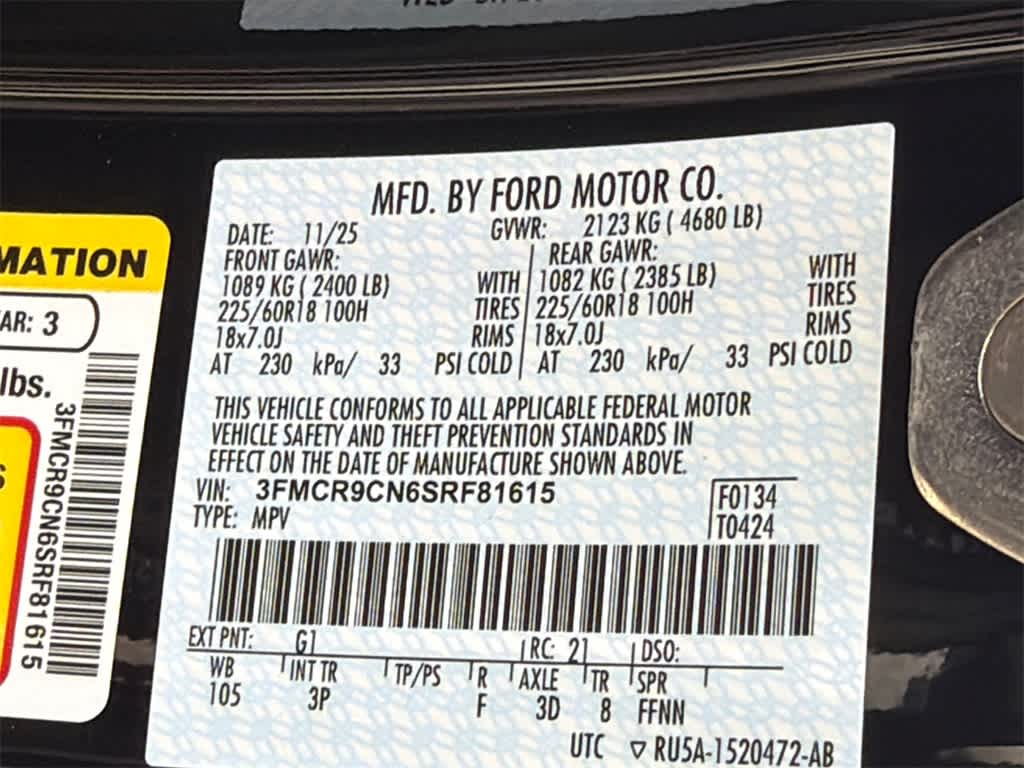 MATION
AR: 3
lbs.
3FMCR9CN6SRF81615
MFD. BY FORD MOTOR CO.
DATE: 11/25 GVWR: 2123 KG ( 4680 LB)
FRONT GAWR: REAR GAWR:
1089 KG ( 2400 LB) WITH 1082 KG ( 2385 LB) WITH
225/60R18 100H TIRES 225/60R18 100H TIRES
18x7.0J RIMS 18x7.0J RIMS
AT 230 kPa/ 33 PSI COLD AT 230 kPa/ 33 PSI COLD
THIS VEHICLE CONFORMS TO ALL APPLICABLE FEDERAL MOTOR
VEHICLE SAFETY AND THEFT PREVENTION STANDARDS IN
EFFECT ON THE DATE OF MANUFACTURE SHOWN ABOVE.
VIN: 3FMCR9CN6SRF81615 F0134
TYPE: MPV T0424
EXT PNT: G1 RC: 21 DSO:
WB INT TR TP/PS R AXLE TR SPR
105 3P F 3D 8 FFNN
UTC ▽ RU5A-1520472-AB